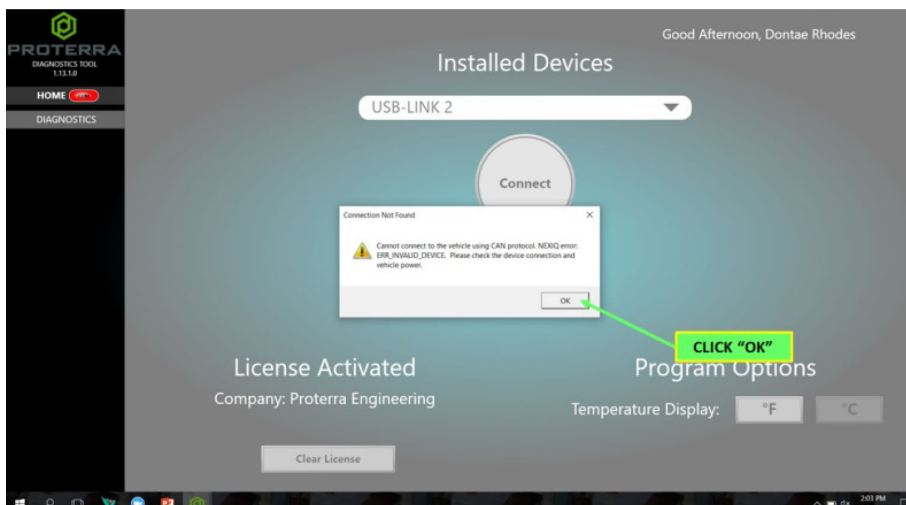 PROTERRA
DIAGNOSTICS TOOL
1.13.1.0
HOME
DIAGNOSTICS
Good Afternoon, Dontae Rhodes
Installed Devices
USB-LINK 2
Connect
Connection Not Found
Cannot connect to the vehicle using CAN protocol. NEXIQ error:
ERR_INVALID_DEVICE. Please check the device connection and
vehicle power.
OK
CLICK "OK"
License Activated
Company: Proterra Engineering
Clear License
Program Options
Temperature Display:
°F
°C
2:03 PM